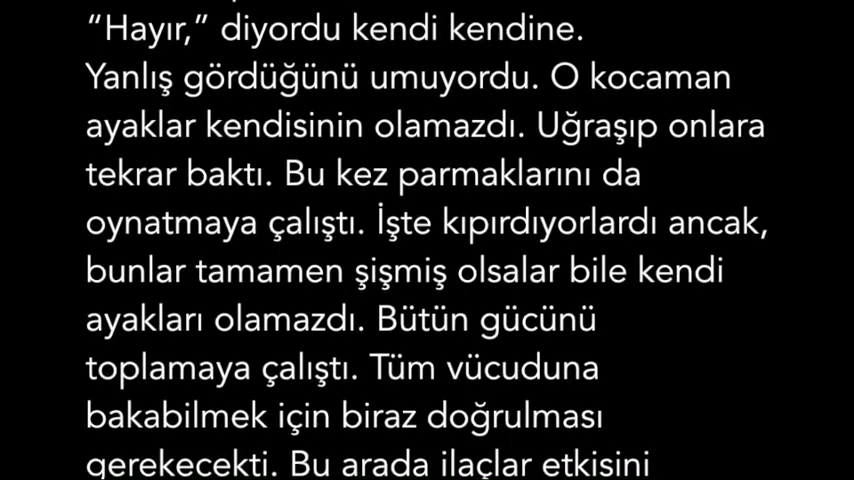 “Hayır,” diyordu kendi kendine.
Yanlış gördüğünü umuyordu. O kocaman
ayaklar kendisinin olamazdı. Uğraşıp onlara
tekrar baktı. Bu kez parmaklarını da
oynatmaya çalıştı. İşte kıpırdıyorlardı ancak,
bunlar tamamen şişmiş olsalar bile kendi
ayakları olamazdı. Bütün gücünü
toplamaya çalıştı. Tüm vücuduna
bakabilmek için biraz doğrulması
gerekecekti. Bu arada ilaçlar etkisini